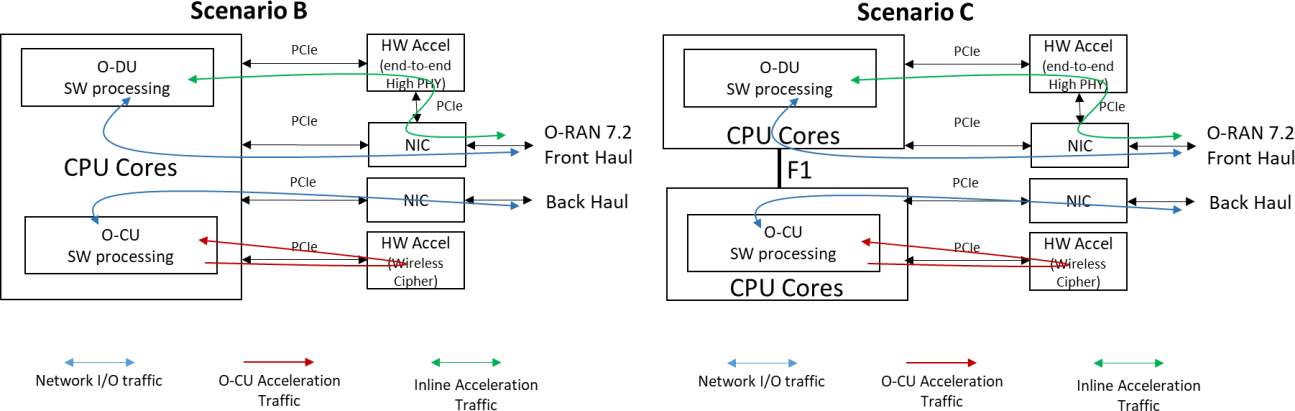 Scenario B
PCIe
HW Accel
(end-to-end
High PHY)
O-DU
SW processing
PCIe
PCIe
NIC
O-RAN 7.2
Front Haul
CPU Cores
PCIe
NIC
Back Haul
O-CU
SW processing
PCIe
HW Accel
(Wireless
Cipher)
Network I/O traffic
O-CU Acceleration
Traffic
Inline Acceleration
Traffic
Scenario C
PCIe
HW Accel
(end-to-end
High PHY)
O-DU
SW processing
PCIe
PCIe
CPU Cores
NIC
O-RAN 7.2
Front Haul
F1
PCIe
NIC
Back Haul
O-CU
SW processing
PCIe
HW Accel
(Wireless
Cipher)
CPU Cores
Network I/O traffic
O-CU Acceleration
Traffic
Inline Acceleration
Traffic